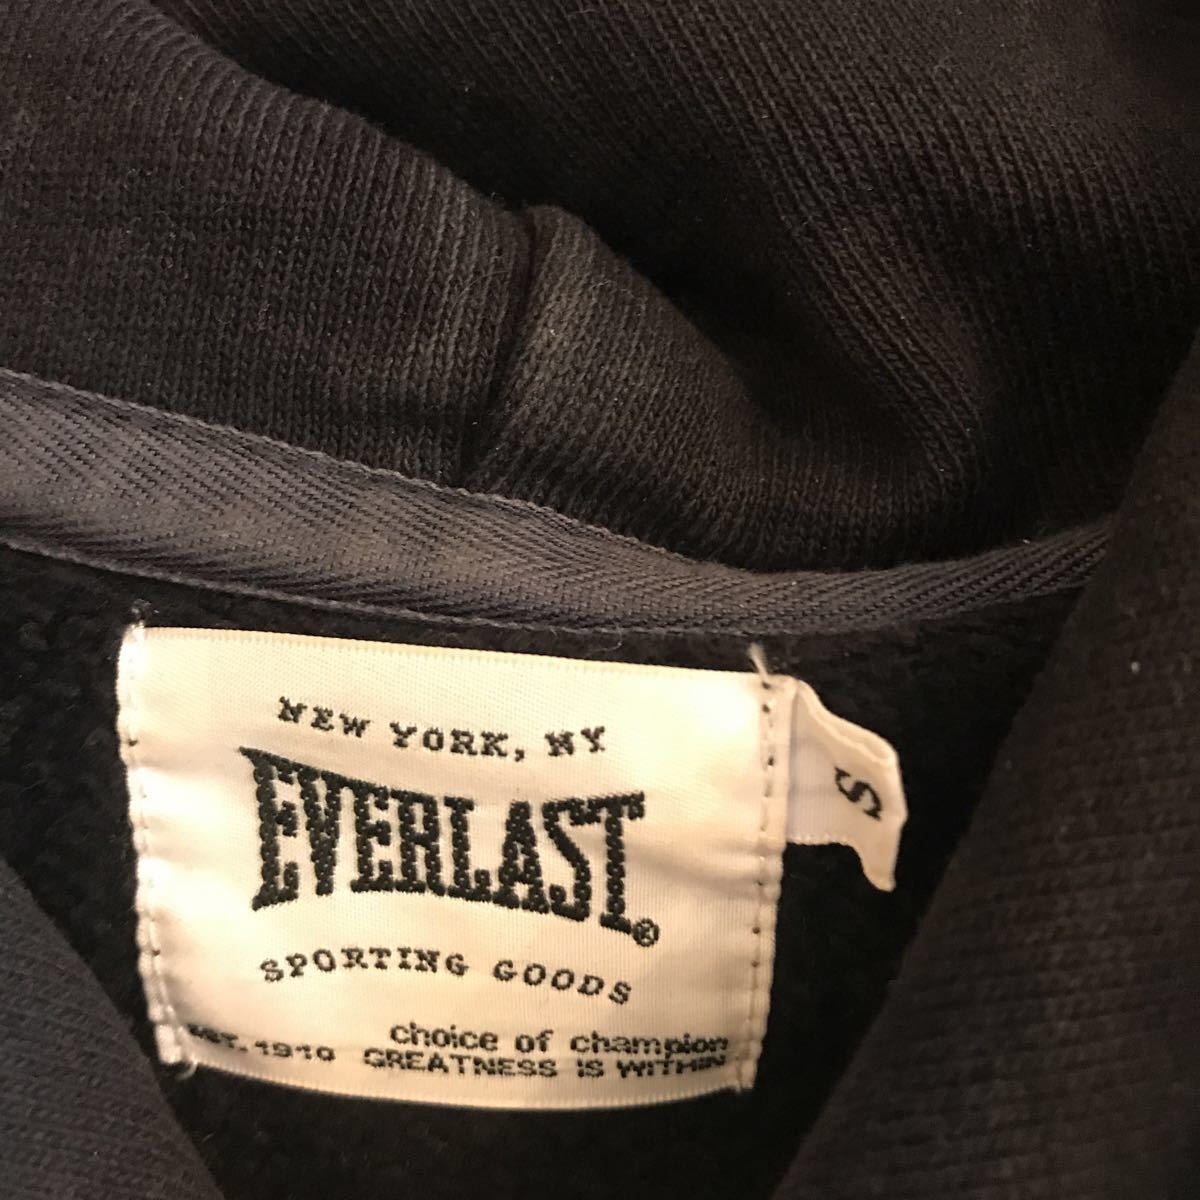 NEW YORK, NY
EVERLAST®
SPORTING GOODS
choice of champion
EST. 1910 GREATNESS IS WITHIN
S